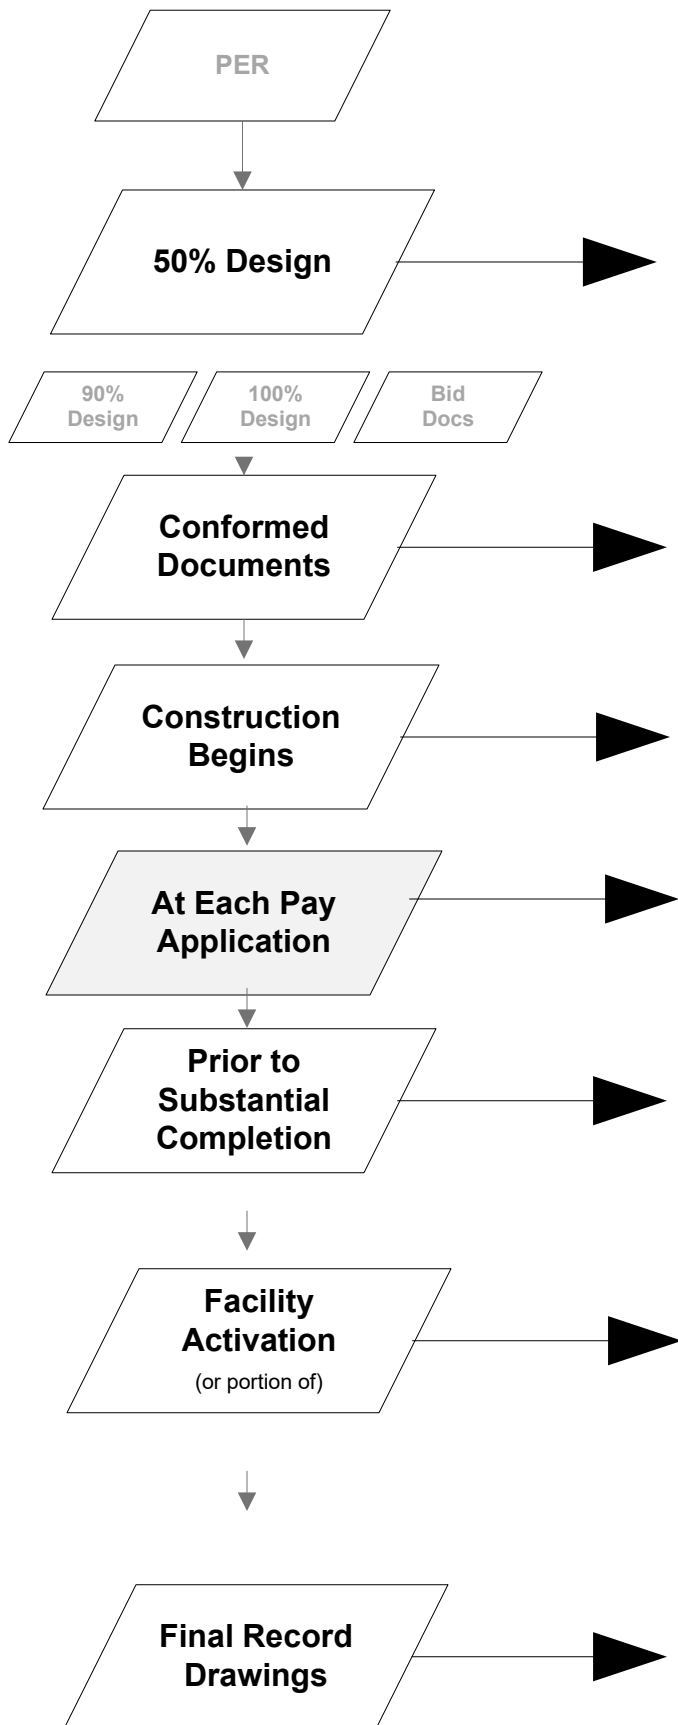 PER
50% Design
90%
Design
100%
Design
Bid
Docs
Conformed
Documents
Construction
Begins
At Each Pay
Application
Prior to
Substantial
Completion
Facility
Activation
(or portion of)
Final Record
Drawings